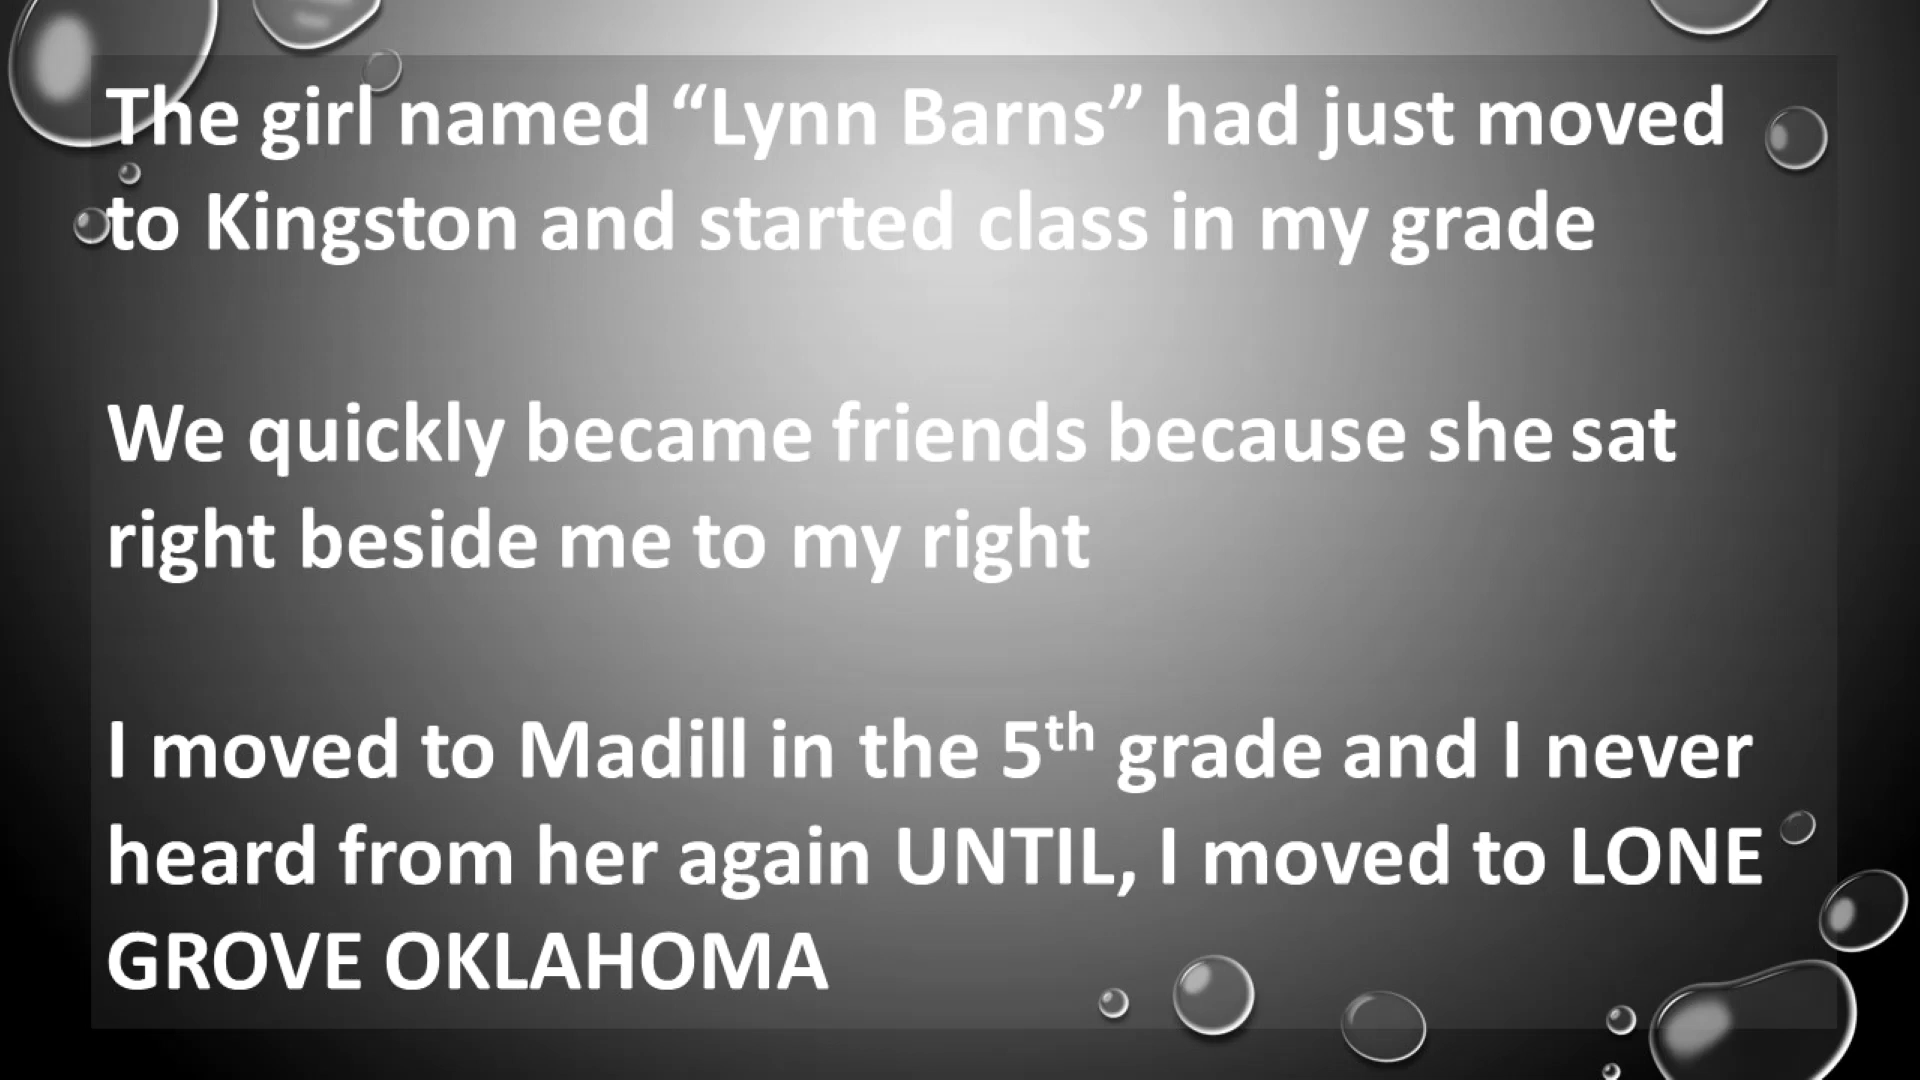 The girl named “Lynn Barns” had just moved
to Kingston and started class in my grade
We quickly became friends because she sat
right beside me to my right
I moved to Madill in the 5th grade and I never
heard from her again UNTIL, I moved to LONE
GROVE OKLAHOMA